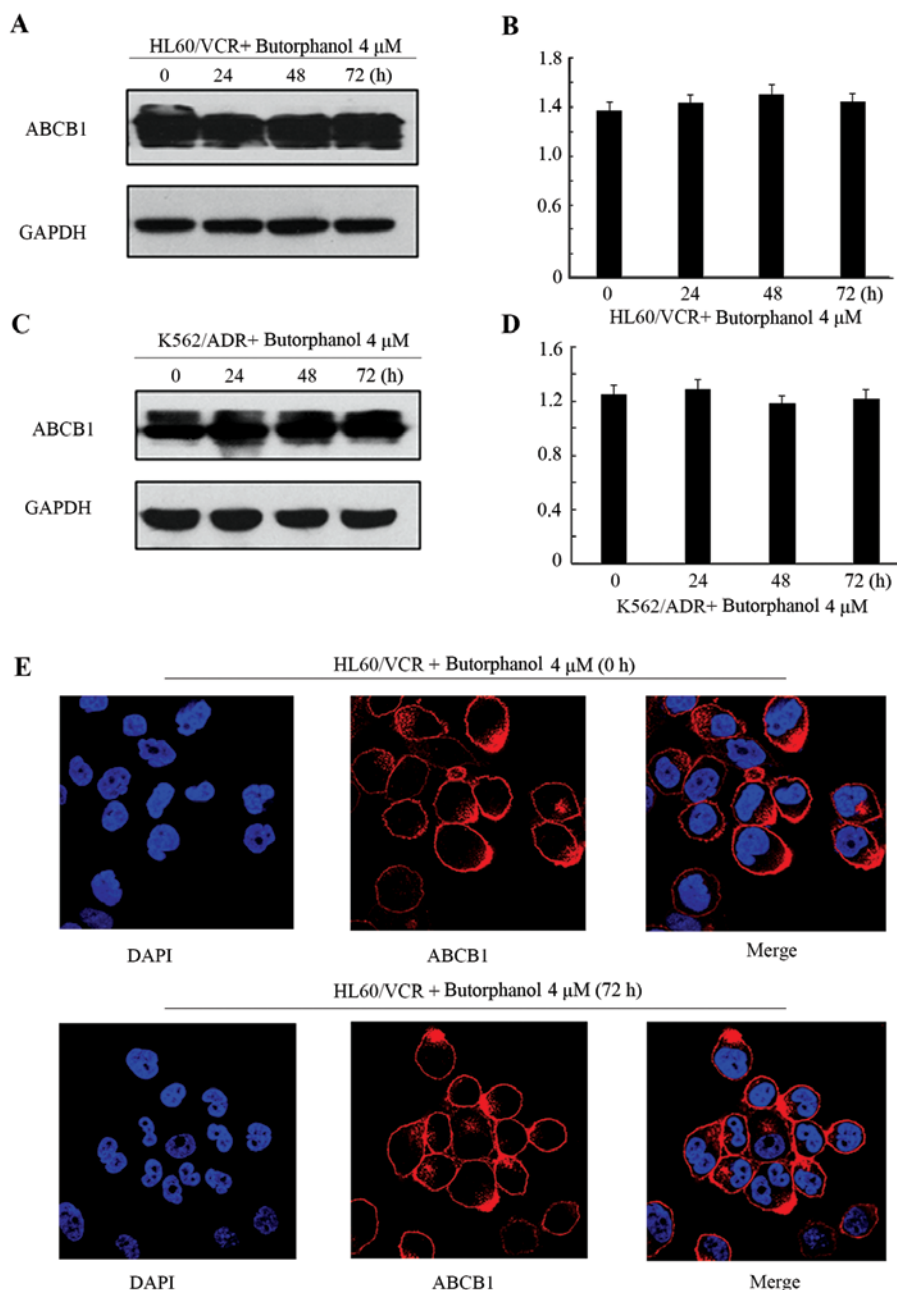 A
HL60/VCR+ Butorphanol 4 μM
0 24 48 72 (h)
ABCB1
GAPDH
B
1.8
1.4
1.0
0.6
0
0 24 48 72 (h)
HL60/VCR+ Butorphanol 4 μM
C
K562/ADR+ Butorphanol 4 μM
0 24 48 72 (h)
ABCB1
GAPDH
D
1.6
1.2
0.8
0.4
0
0 24 48 72 (h)
K562/ADR+ Butorphanol 4 μM
E
HL60/VCR + Butorphanol 4 μM (0 h)
DAPI ABCB1 Merge
HL60/VCR + Butorphanol 4 μM (72 h)
DAPI ABCB1 Merge